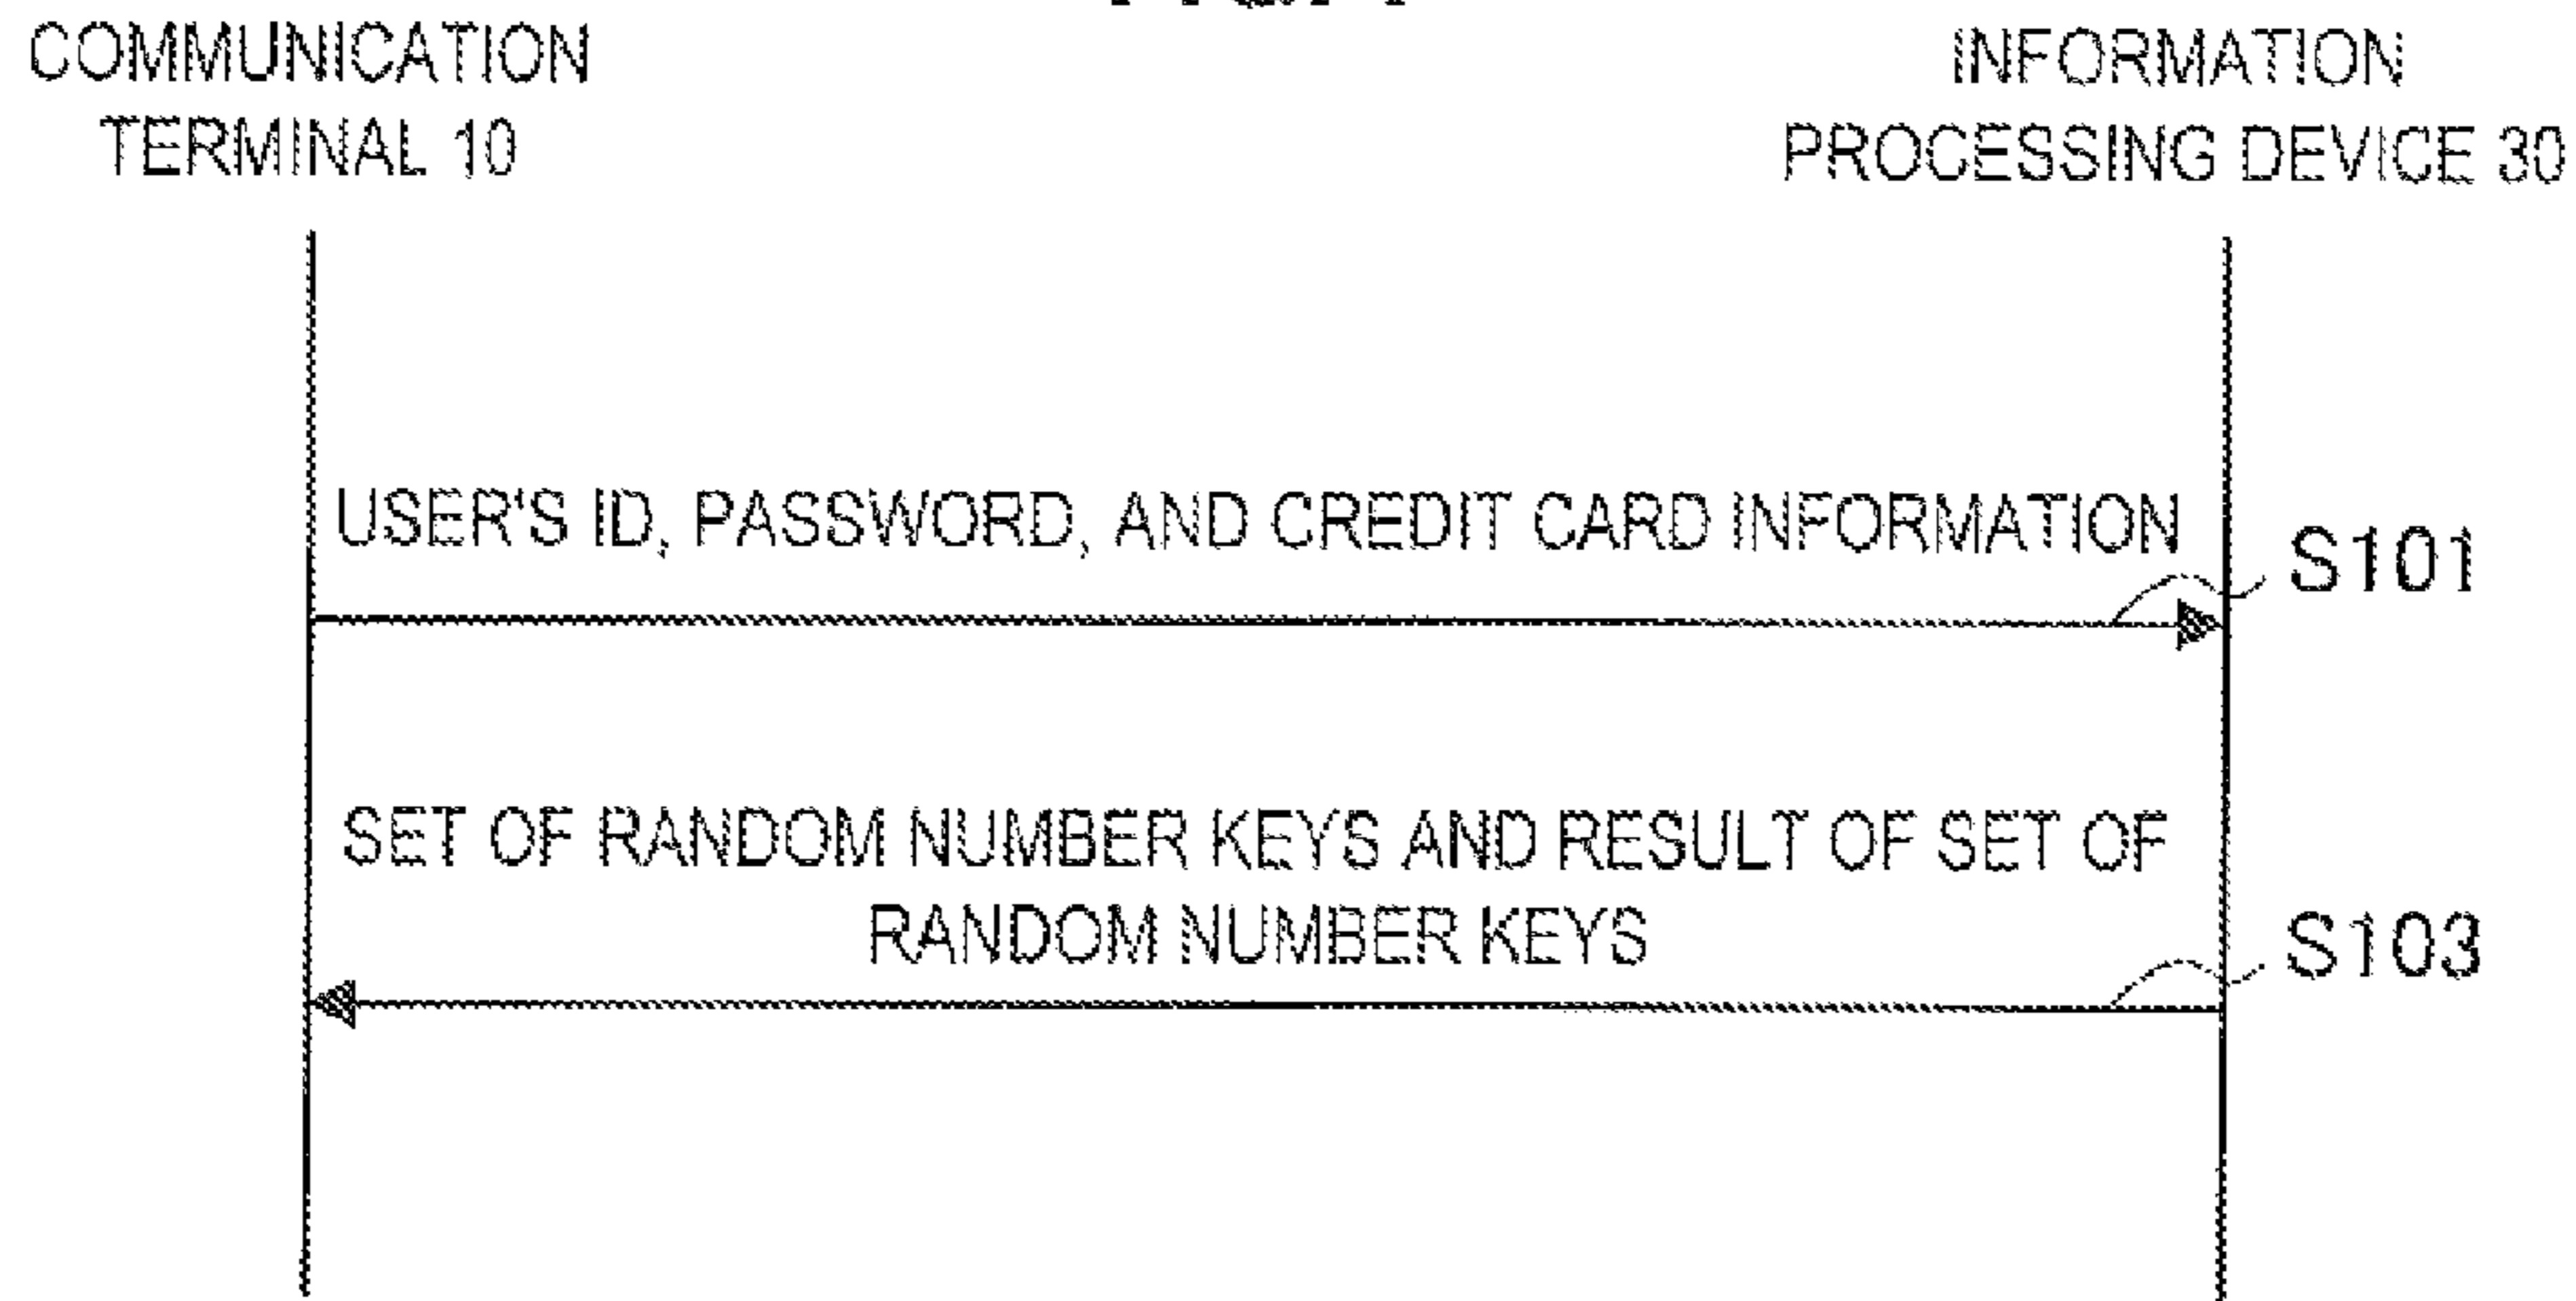 COMMUNICATION
TERMINAL 10
INFORMATION
PROCESSING DEVICE 30
USER'S ID, PASSWORD, AND CREDIT CARD INFORMATION
S101
SET OF RANDOM NUMBER KEYS AND RESULT OF SET OF
RANDOM NUMBER KEYS
S103